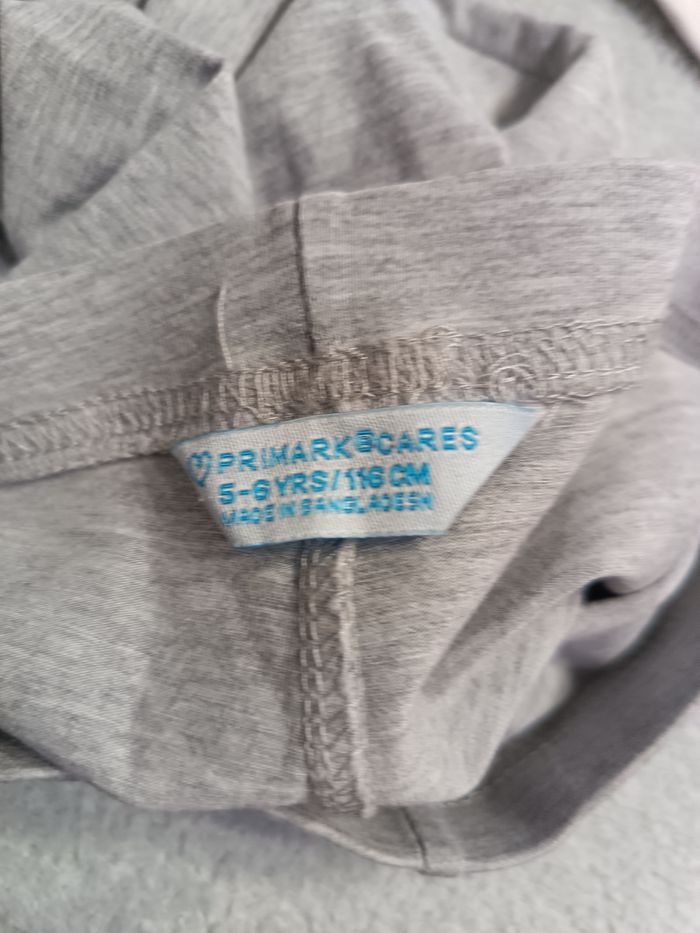 PRIMARK®CARES
5-6 YRS/116 CM
MADE IN BANGLADESH